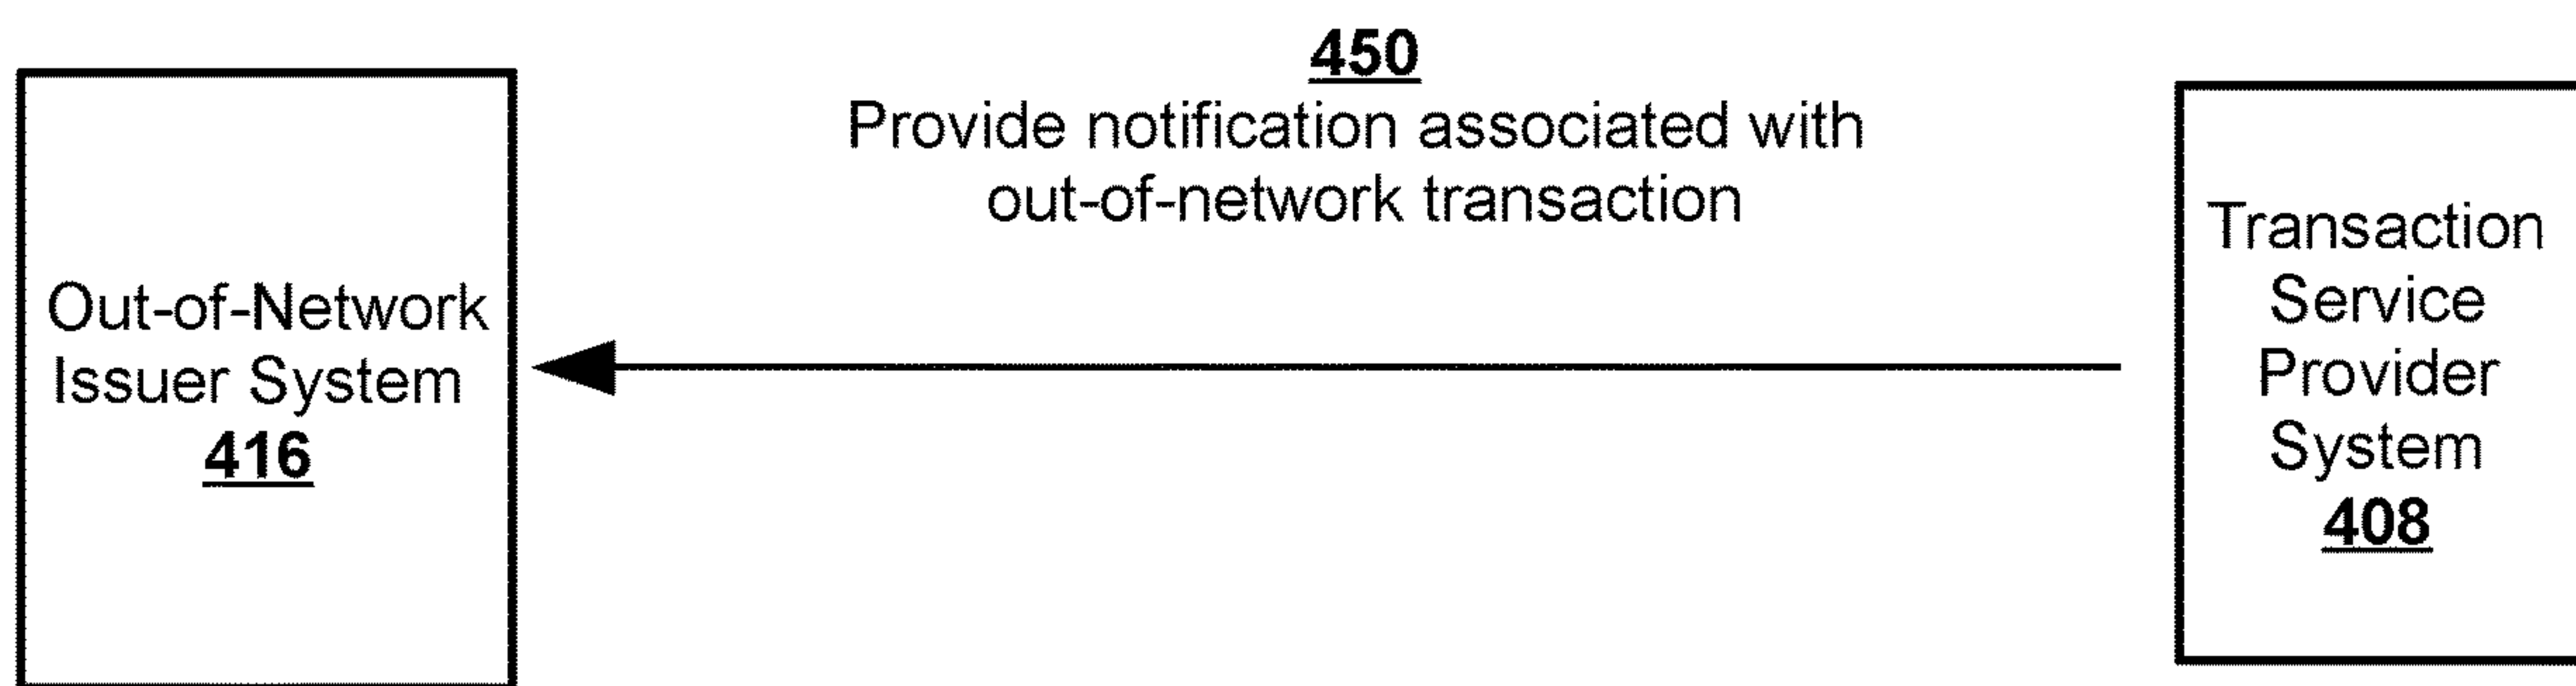 450
Provide notification associated with
out-of-network transaction
Out-of-Network
Issuer System
416
Transaction
Service
Provider
System
408